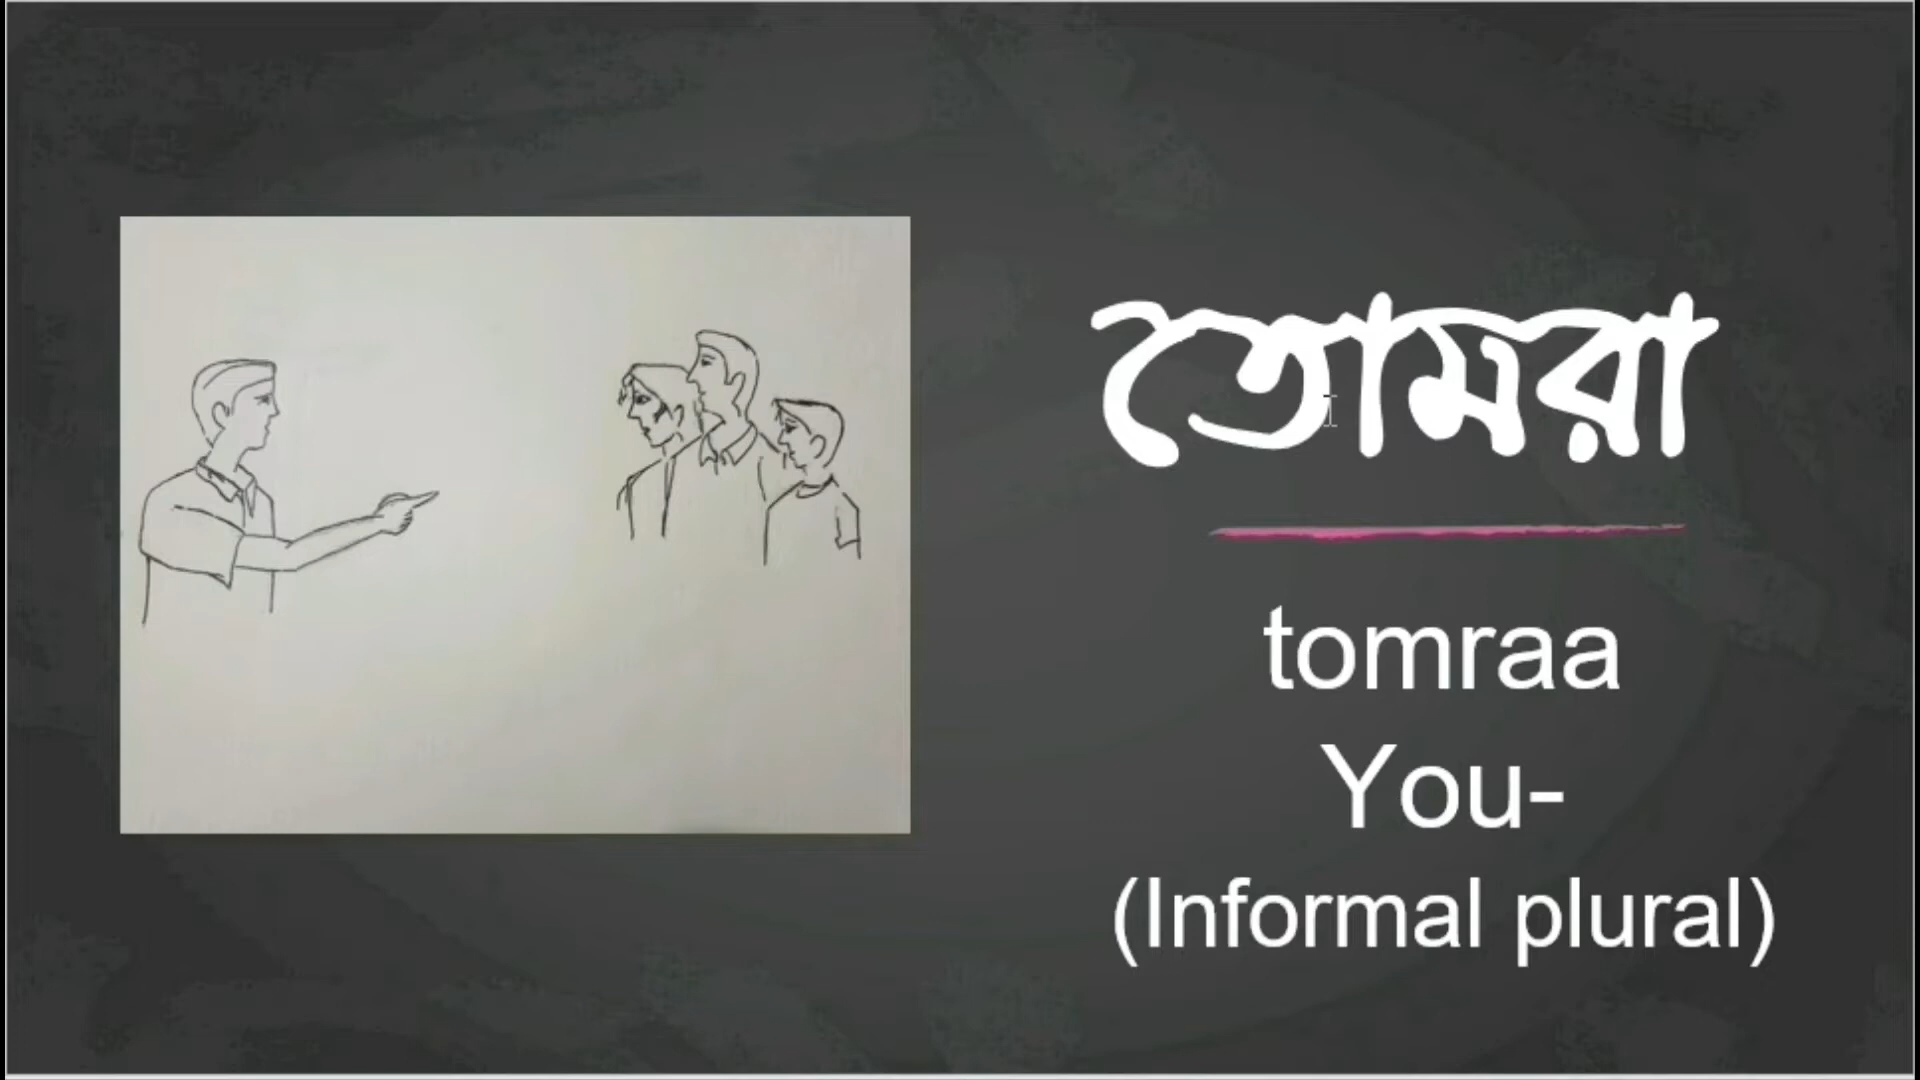 তোমরা
tomraa
You-
(Informal plural)